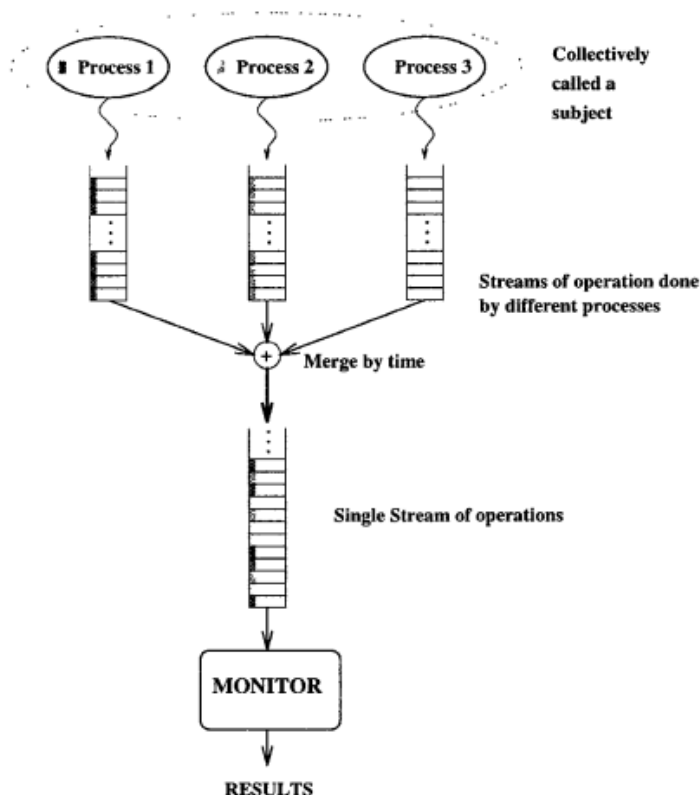 Process 1
Process 2
Process 3
Collectively
called a
subject
Streams of operation done
by different processes
+
Merge by time
Single Stream of operations
MONITOR
RESULTS